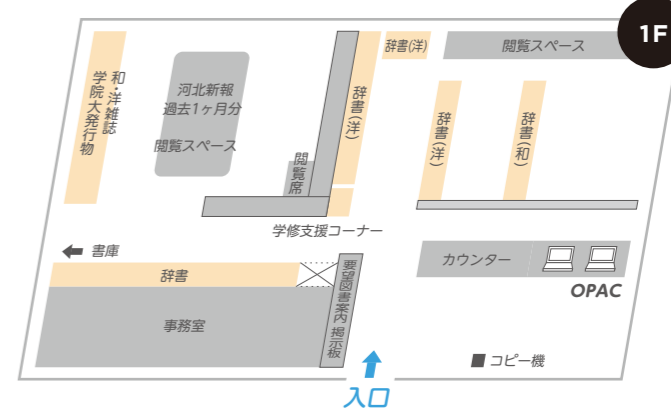 1F
和・洋雑誌
学院大発行物
河北新報
過去1ヶ月分
閲覧スペース
閲覧席
辞書(洋)
辞書(洋)
閲覧スペース
辞書(洋)
辞書(和)
学修支援コーナー
書庫
辞書
事務室
要望図書案内 掲示板
カウンター
OPAC
コピー機
入口